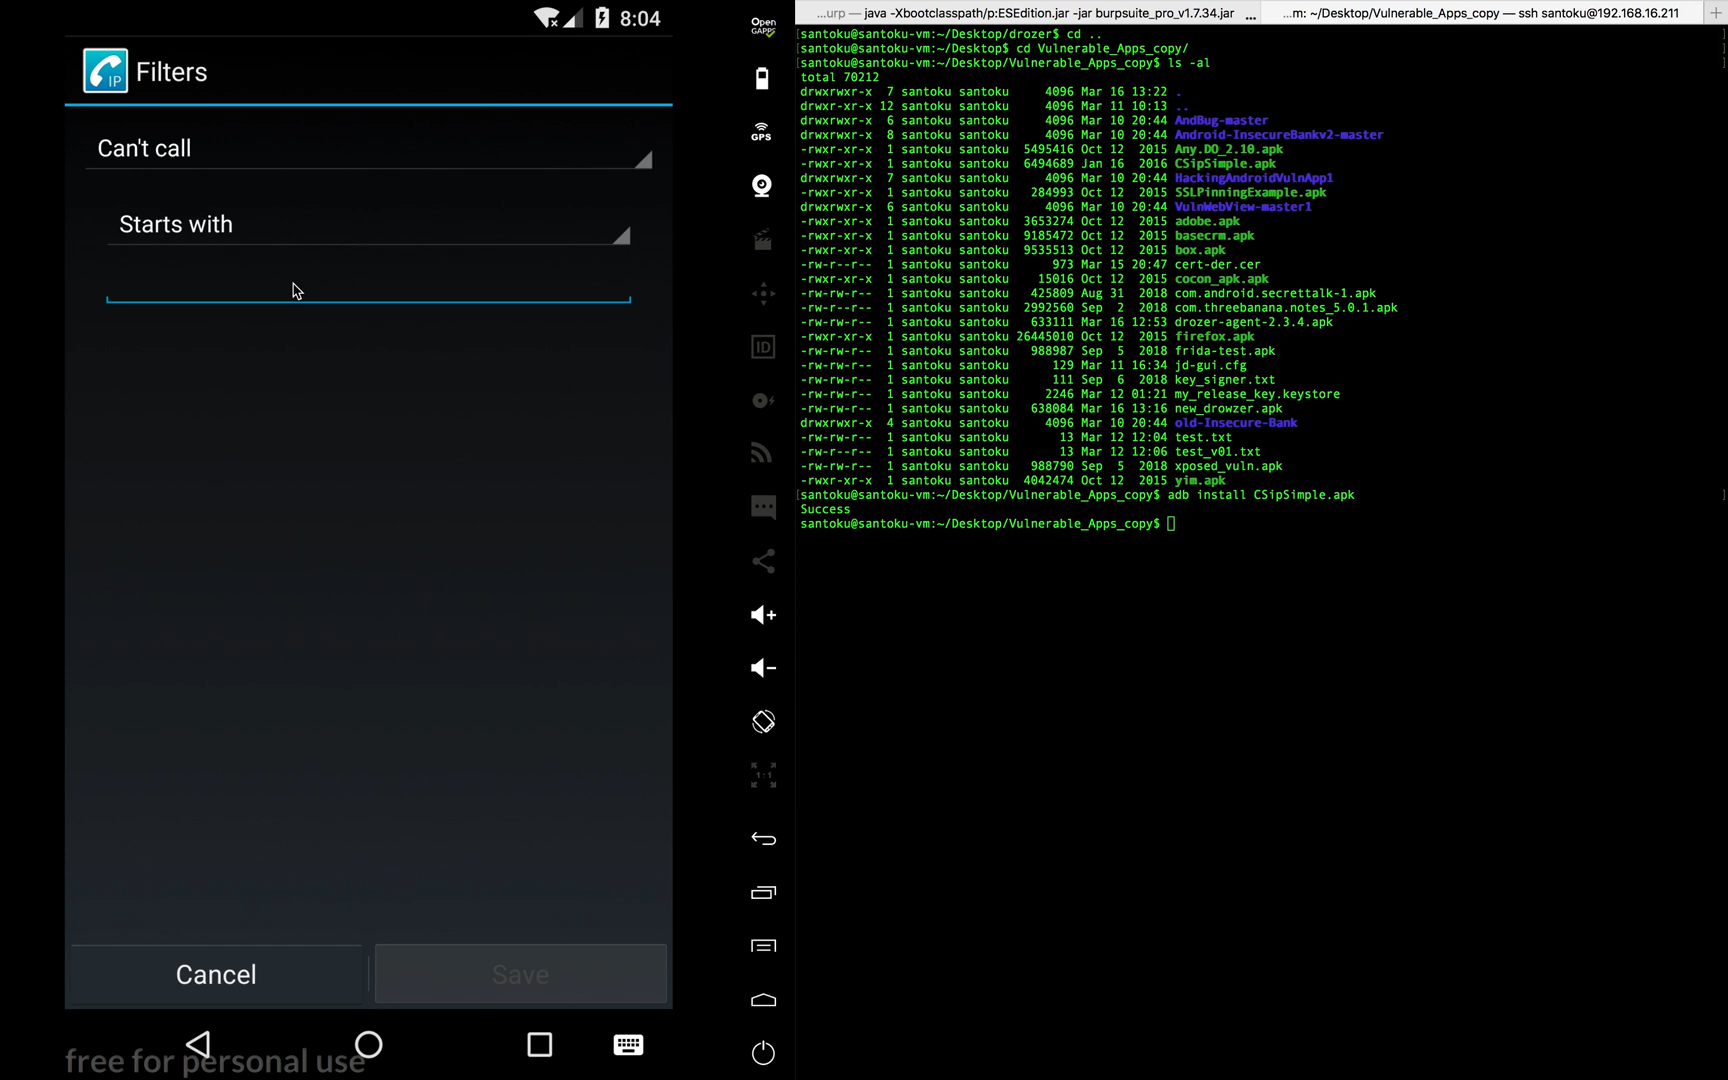 8:04
IP
Filters
Can't call
Starts with
Cancel
Save
free for personal use
Open
GAPPS
GPS
ID
1:1
...urp — java -Xbootclasspath/p:ESEdition.jar -jar burpsuite_pro_v1.7.34.jar ...
...m: ~/Desktop/Vulnerable_Apps_copy — ssh santoku@192.168.16.211
[santoku@santoku-vm:~/Desktop/drozer$ cd ..
[santoku@santoku-vm:~/Desktop$ cd Vulnerable_Apps_copy/
[santoku@santoku-vm:~/Desktop/Vulnerable_Apps_copy$ ls -al
total 70212
drwxrwxr-x 7 santoku santoku 4096 Mar 16 13:22 .
drwxr-xr-x 12 santoku santoku 4096 Mar 11 10:13 ..
drwxrwxr-x 6 santoku santoku 4096 Mar 10 20:44 AndBug-master
drwxrwxr-x 8 santoku santoku 4096 Mar 10 20:44 Android-InsecureBankv2-master
-rwxr-xr-x 1 santoku santoku 5495416 Oct 12 2015 Any.DO_2.10.apk
-rwxr-xr-x 1 santoku santoku 6494689 Jan 16 2016 CSipSimple.apk
drwxrwxr-x 7 santoku santoku 4096 Mar 10 20:44 HackingAndroidVulnApp1
-rwxr-xr-x 1 santoku santoku 284993 Oct 12 2015 SSLPinningExample.apk
drwxrwxr-x 6 santoku santoku 4096 Mar 10 20:44 VulnWebView-master1
-rwxr-xr-x 1 santoku santoku 3653274 Oct 12 2015 adobe.apk
-rwxr-xr-x 1 santoku santoku 9185472 Oct 12 2015 basecrm.apk
-rwxr-xr-x 1 santoku santoku 9535513 Oct 12 2015 box.apk
-rw-r--r-- 1 santoku santoku 973 Mar 15 20:47 cert-der.cer
-rwxr-xr-x 1 santoku santoku 15016 Oct 12 2015 cocon_apk.apk
-rw-rw-r-- 1 santoku santoku 425809 Aug 31 2018 com.android.secrettalk-1.apk
-rw-r--r-- 1 santoku santoku 2992560 Sep 2 2018 com.threebanana.notes_5.0.1.apk
-rw-rw-r-- 1 santoku santoku 633111 Mar 16 12:53 drozer-agent-2.3.4.apk
-rwxr-xr-x 1 santoku santoku 26445010 Oct 12 2015 firefox.apk
-rw-rw-r-- 1 santoku santoku 988987 Sep 5 2018 frida-test.apk
-rw-rw-r-- 1 santoku santoku 129 Mar 11 16:34 jd-gui.cfg
-rw-rw-r-- 1 santoku santoku 111 Sep 6 2018 key_signer.txt
-rw-rw-r-- 1 santoku santoku 2246 Mar 12 01:21 my_release_key.keystore
-rw-rw-r-- 1 santoku santoku 638084 Mar 16 13:16 new_drowzer.apk
drwxrwxr-x 4 santoku santoku 4096 Mar 10 20:44 old-Insecure-Bank
-rw-rw-r-- 1 santoku santoku 13 Mar 12 12:04 test.txt
-rw-r--r-- 1 santoku santoku 13 Mar 12 12:06 test_v01.txt
-rw-rw-r-- 1 santoku santoku 988790 Sep 5 2018 xposed_vuln.apk
-rwxr-xr-x 1 santoku santoku 4042474 Oct 12 2015 yim.apk
[santoku@santoku-vm:~/Desktop/Vulnerable_Apps_copy$ adb install CSipSimple.apk
Success
santoku@santoku-vm:~/Desktop/Vulnerable_Apps_copy$